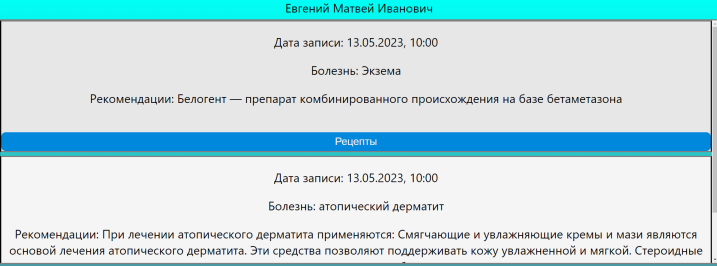 Евгений Матвей Иванович
Дата записи: 13.05.2023, 10:00
Болезнь: Экзема
Рекомендации: Белогент — препарат комбинированного происхождения на базе бетаметазона
Рецепты
Дата записи: 13.05.2023, 10:00
Болезнь: атопический дерматит
Рекомендации: При лечении атопического дерматита применяются: Смягчающие и увлажняющие кремы и мази являются
основой лечения атопического дерматита. Эти средства позволяют поддерживать кожу увлажненной и мягкой. Стероидные